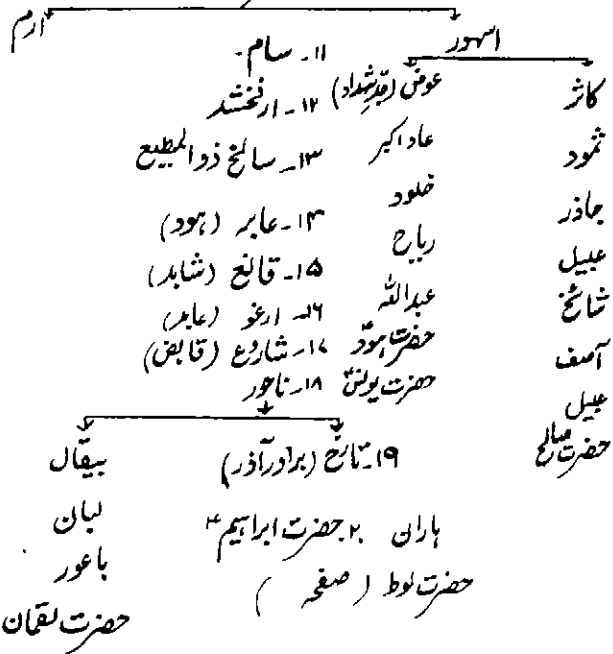 ارم
اسہور
۱۱۔ سام۔
عوض (جدِّ شداد)
کاثر
۱۲۔ ارفخشد
عاد اکبر
ثمود
۱۳۔ سالخ ذوالمطیع
خلود
جاذر
۱۴۔ عابر (ہود)
رباح
عبیل
۱۵۔ قانع (شاہد)
عبداللہ
شائخ
۱۶۔ ارغو (عابر)
حضرت ہودؑ
آصف
۱۷۔ شاروع (قابض)
حضرت یونسؑ
عبیل
۱۸۔ ناحور
حضرت صالح
۱۹۔ تارخ (برادر آذر)
بیقال
ہاران ۲۰۔ حضرت ابراہیمؑ
لبان
حضرت لوط (صفحہ )
باعور
حضرت لقمان